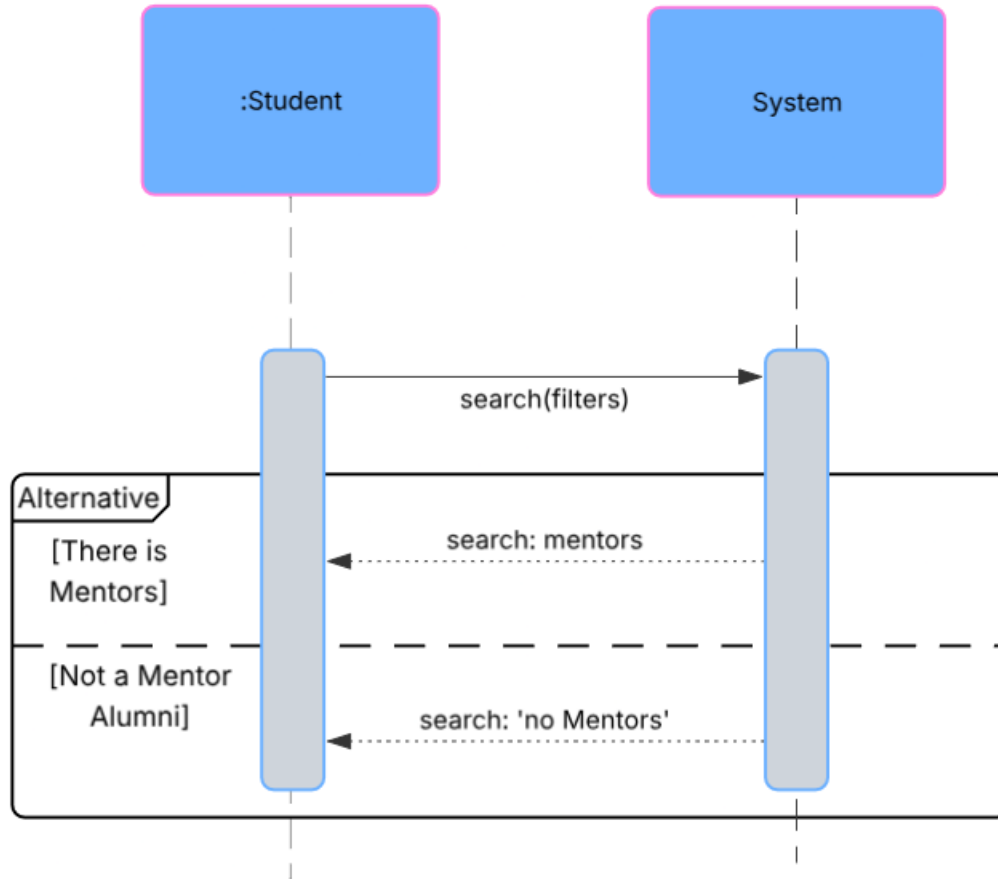 :Student
System
search(filters)
Alternative
[There is
Mentors]
search: mentors
[Not a Mentor
Alumni]
search: 'no Mentors'